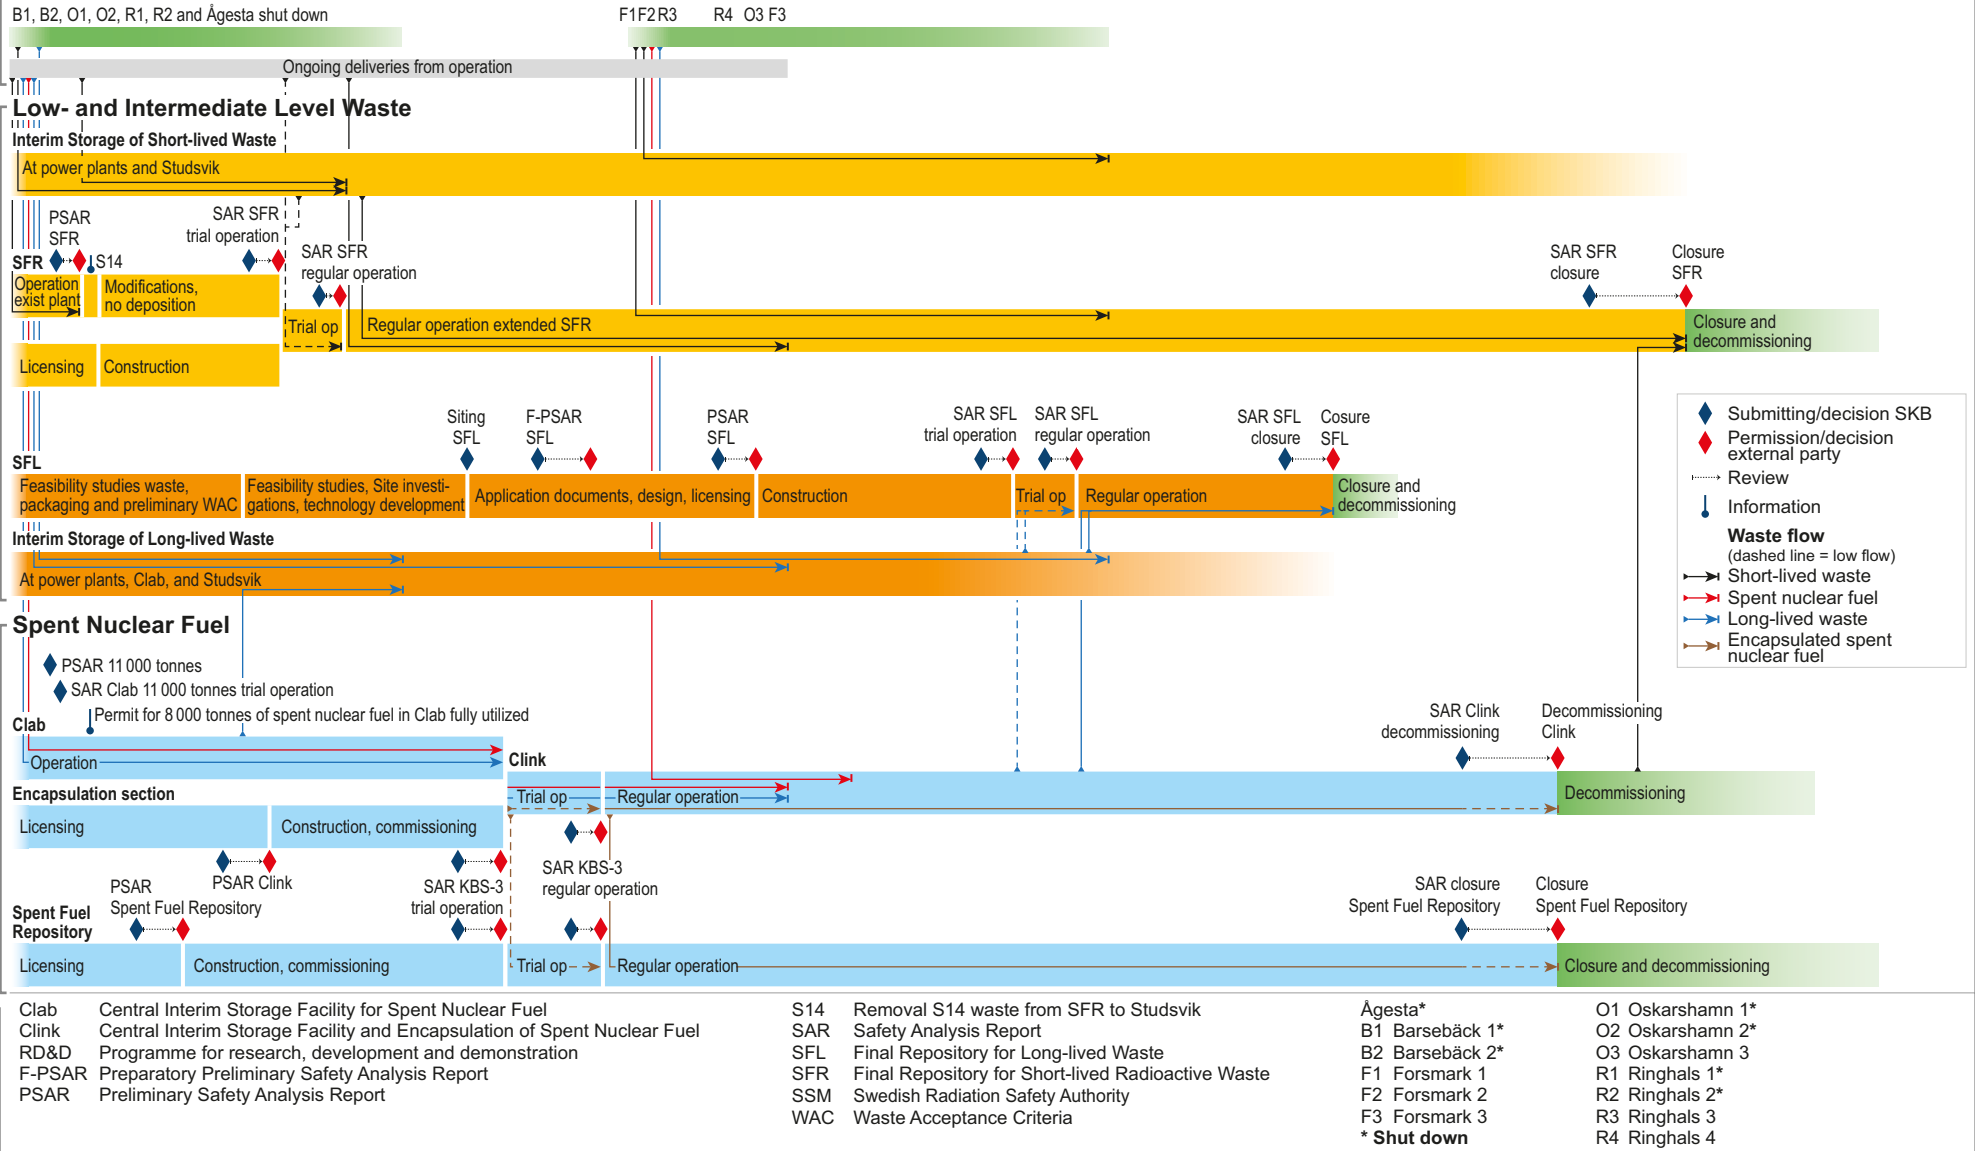 B1, B2, O1, O2, R1, R2 and Ågesta shut down
F1 F2 R3 R4 O3 F3
Ongoing deliveries from operation
Low- and Intermediate Level Waste
Interim Storage of Short-lived Waste
At power plants and Studsvik
PSAR
SFR
SAR SFR
trial operation
SAR SFR
regular operation
SAR SFR
closure
Closure
SFR
SFR
S14
Operation
exist plant
Modifications,
no deposition
Trial op
Regular operation extended SFR
Closure and
decommissioning
Licensing
Construction
Siting
SFL
F-PSAR
SFL
PSAR
SFL
SAR SFL
trial operation
SAR SFL
regular operation
SAR SFL
closure
Cosure
SFL
SFL
Feasibility studies waste,
packaging and preliminary WAC
Feasibility studies, Site investi-
gations, technology development
Application documents, design, licensing
Construction
Trial op
Regular operation
Closure and
decommissioning
Interim Storage of Long-lived Waste
At power plants, Clab, and Studsvik
Submitting/decision SKB
Permission/decision
external party
Review
Information
Waste flow
(dashed line = low flow)
Short-lived waste
Spent nuclear fuel
Long-lived waste
Encapsulated spent
nuclear fuel
Spent Nuclear Fuel
PSAR 11 000 tonnes
SAR Clab 11 000 tonnes trial operation
Permit for 8 000 tonnes of spent nuclear fuel in Clab fully utilized
Clab
Operation
Clink
Trial op
Regular operation
SAR Clink
decommissioning
Decommissioning
Clink
Decommissioning
Encapsulation section
Licensing
Construction, commissioning
PSAR Clink
SAR KBS-3
trial operation
SAR KBS-3
regular operation
PSAR
Spent Fuel Repository
SAR closure
Spent Fuel Repository
Closure
Spent Fuel Repository
Spent Fuel
Repository
Licensing
Construction, commissioning
Trial op
Regular operation
Closure and decommissioning
Clab Central Interim Storage Facility for Spent Nuclear Fuel
Clink Central Interim Storage Facility and Encapsulation of Spent Nuclear Fuel
RD&D Programme for research, development and demonstration
F-PSAR Preparatory Preliminary Safety Analysis Report
PSAR Preliminary Safety Analysis Report
S14 Removal S14 waste from SFR to Studsvik
SAR Safety Analysis Report
SFL Final Repository for Long-lived Waste
SFR Final Repository for Short-lived Radioactive Waste
SSM Swedish Radiation Safety Authority
WAC Waste Acceptance Criteria
Ågesta*
B1 Barsebäck 1*
B2 Barsebäck 2*
F1 Forsmark 1
F2 Forsmark 2
F3 Forsmark 3
* Shut down
O1 Oskarshamn 1*
O2 Oskarshamn 2*
O3 Oskarshamn 3
R1 Ringhals 1*
R2 Ringhals 2*
R3 Ringhals 3
R4 Ringhals 4